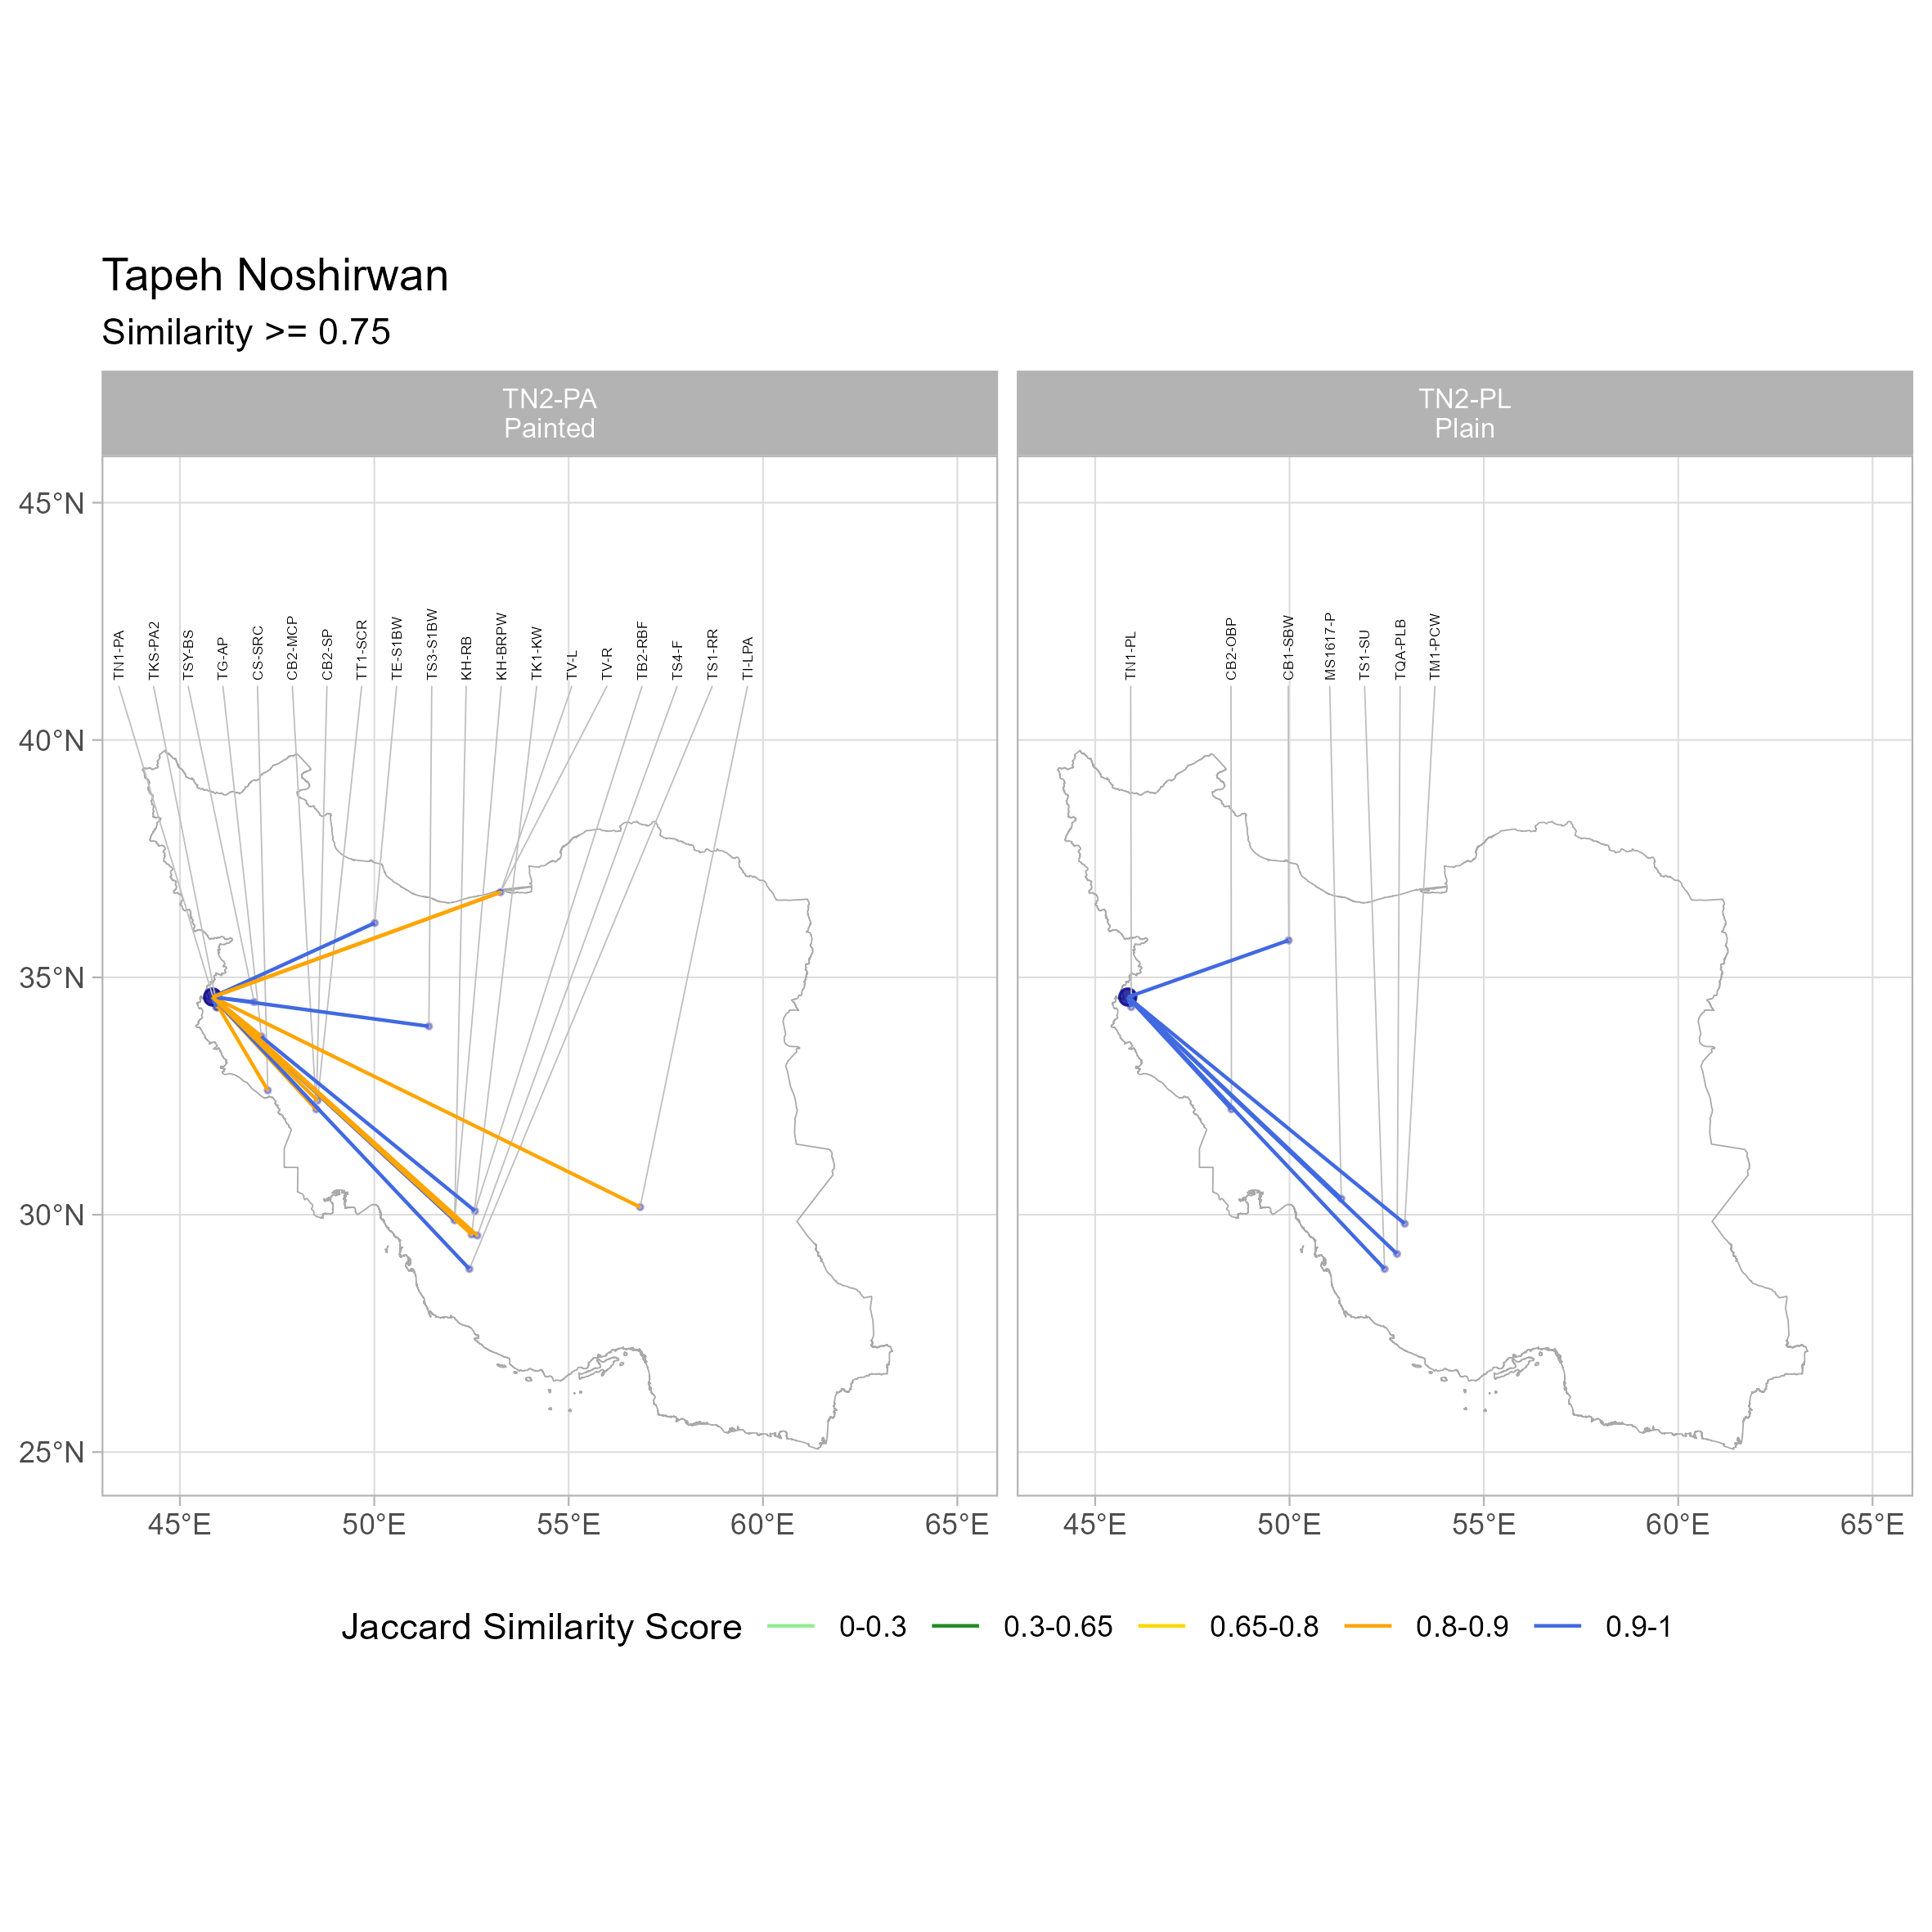 Tapeh Noshirwan
Similarity >= 0.75
TN2-PA
Painted
TN2-PL
Plain
45°N
40°N
35°N
30°N
25°N
TN1-PA
TKS-PA2
TSY-BS
TG-AP
CS-SRC
CB2-MCP
CB2-SP
TT1-SCR
TE-S1BW
TS3-S1BW
KH-RB
KH-BRPW
TK1-KW
TV-L
TV-R
TB2-RBF
TS4-F
TS1-RR
TI-LPA
TN1-PL
CB2-OBP
CB1-SBW
MS1617-P
TS1-SU
TQA-PLB
TM1-PCW
45°E 50°E 55°E 60°E 65°E
45°E 50°E 55°E 60°E 65°E
Jaccard Similarity Score 0-0.3 0.3-0.65 0.65-0.8 0.8-0.9 0.9-1